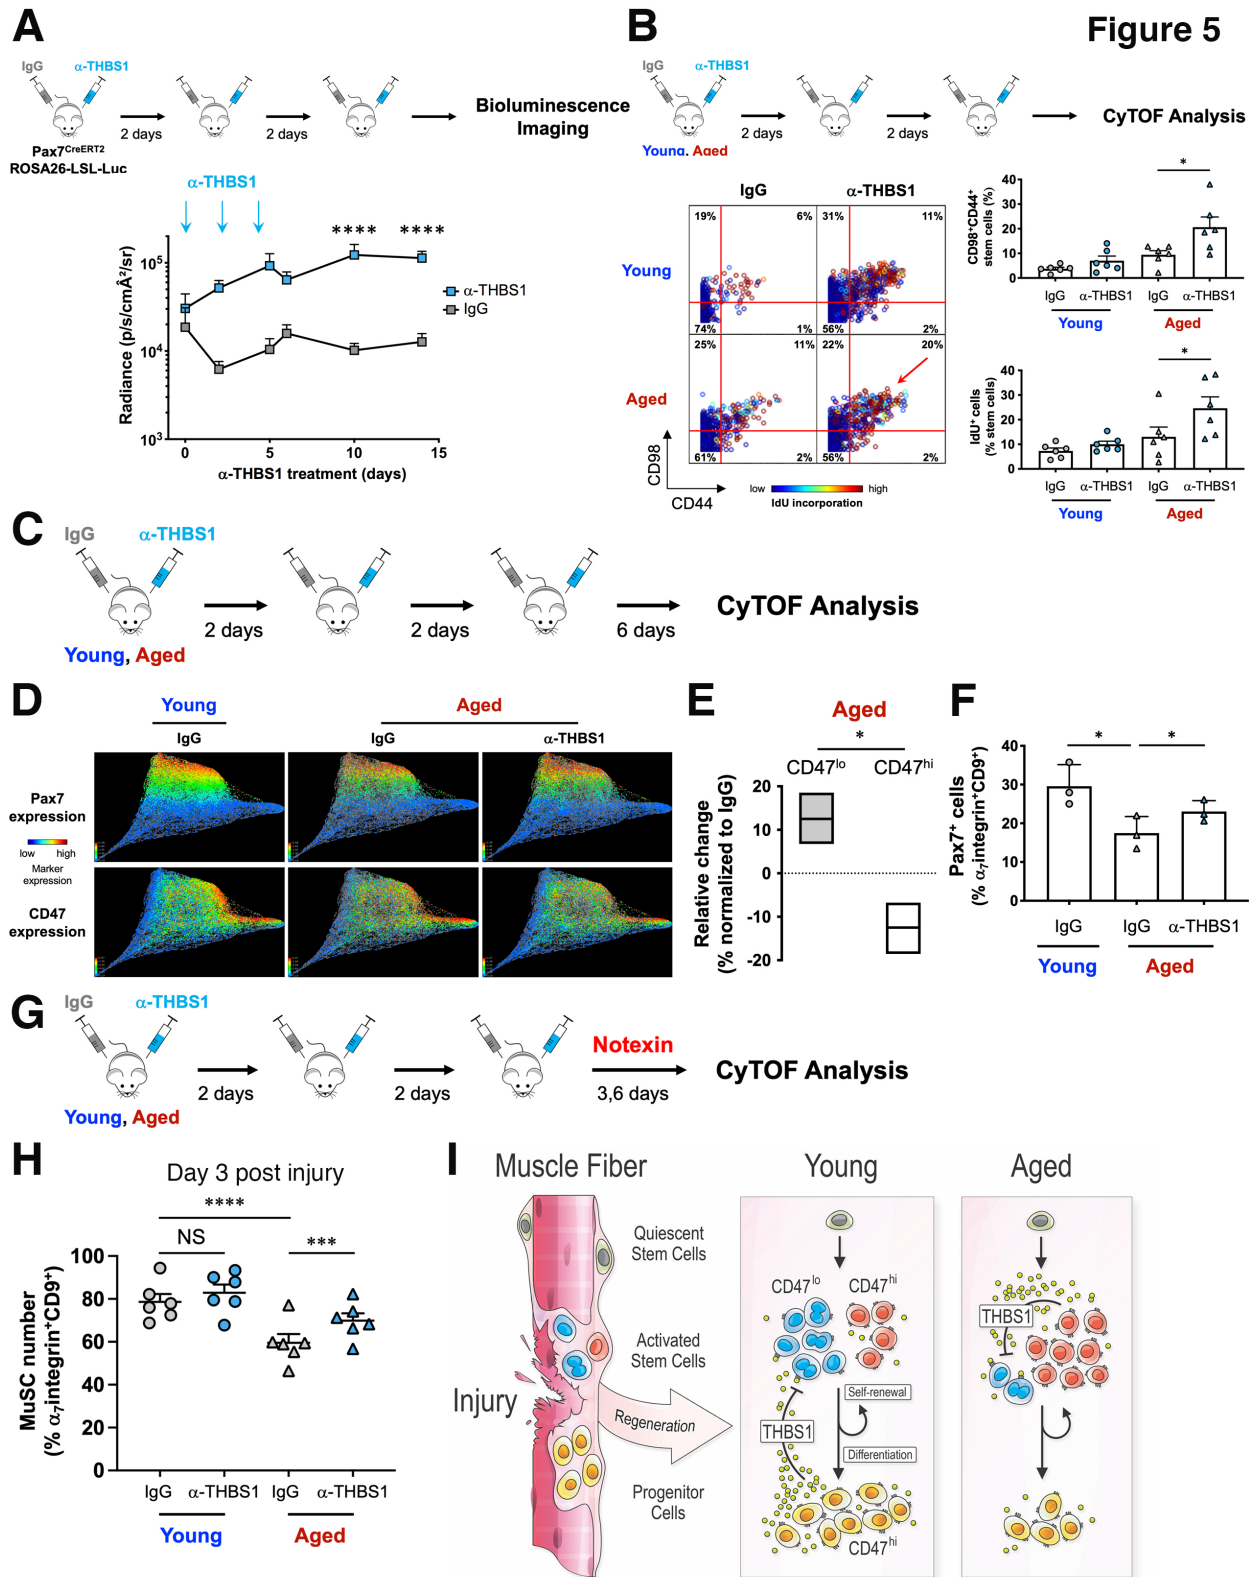 Figure 5
A
IgG
α-THBS1
2 days
2 days
Bioluminescence
Imaging
Pax7CreERT2
ROSA26-LSL-Luc
α-THBS1
****
****
10⁵
10⁴
10³
Radiance (p/s/cmÂ²/sr)
α-THBS1
IgG
0
5
10
15
α-THBS1 treatment (days)
B
IgG
α-THBS1
2 days
2 days
CyTOF Analysis
Young, Aged
IgG
α-THBS1
Young
19%
6%
31%
11%
74%
1%
56%
2%
Aged
25%
11%
22%
20%
61%
2%
56%
2%
CD98
CD44
low
high
IdU incorporation
CD98⁺CD44⁺
stem cells (%)
40
30
20
10
0
*
IgG
α-THBS1
IgG
α-THBS1
Young
Aged
IdU⁺ cells
(% stem cells)
40
30
20
10
0
*
IgG
α-THBS1
IgG
α-THBS1
Young
Aged
C
IgG
α-THBS1
2 days
2 days
6 days
CyTOF Analysis
Young, Aged
D
Young
Aged
IgG
IgG
α-THBS1
Pax7
expression
low
high
Marker
expression
CD47
expression
E
Aged
*
CD47lo
CD47hi
Relative change
(% normalized to IgG)
20
10
0
-10
-20
F
Pax7⁺ cells
(% α₇integrin⁺CD9⁺)
40
30
20
10
0
*
*
IgG
IgG
α-THBS1
Young
Aged
G
IgG
α-THBS1
2 days
2 days
Notexin
3,6 days
CyTOF Analysis
Young, Aged
H
Day 3 post injury
****
NS
***
MuSC number
(% α₇integrin⁺CD9⁺)
100
80
60
40
20
0
IgG
α-THBS1
IgG
α-THBS1
Young
Aged
I
Muscle Fiber
Young
Aged
Quiescent
Stem Cells
Activated
Stem Cells
Injury
Regeneration
Progenitor
Cells
CD47lo
CD47hi
Self-renewal
THBS1
Differentiation
CD47hi
THBS1